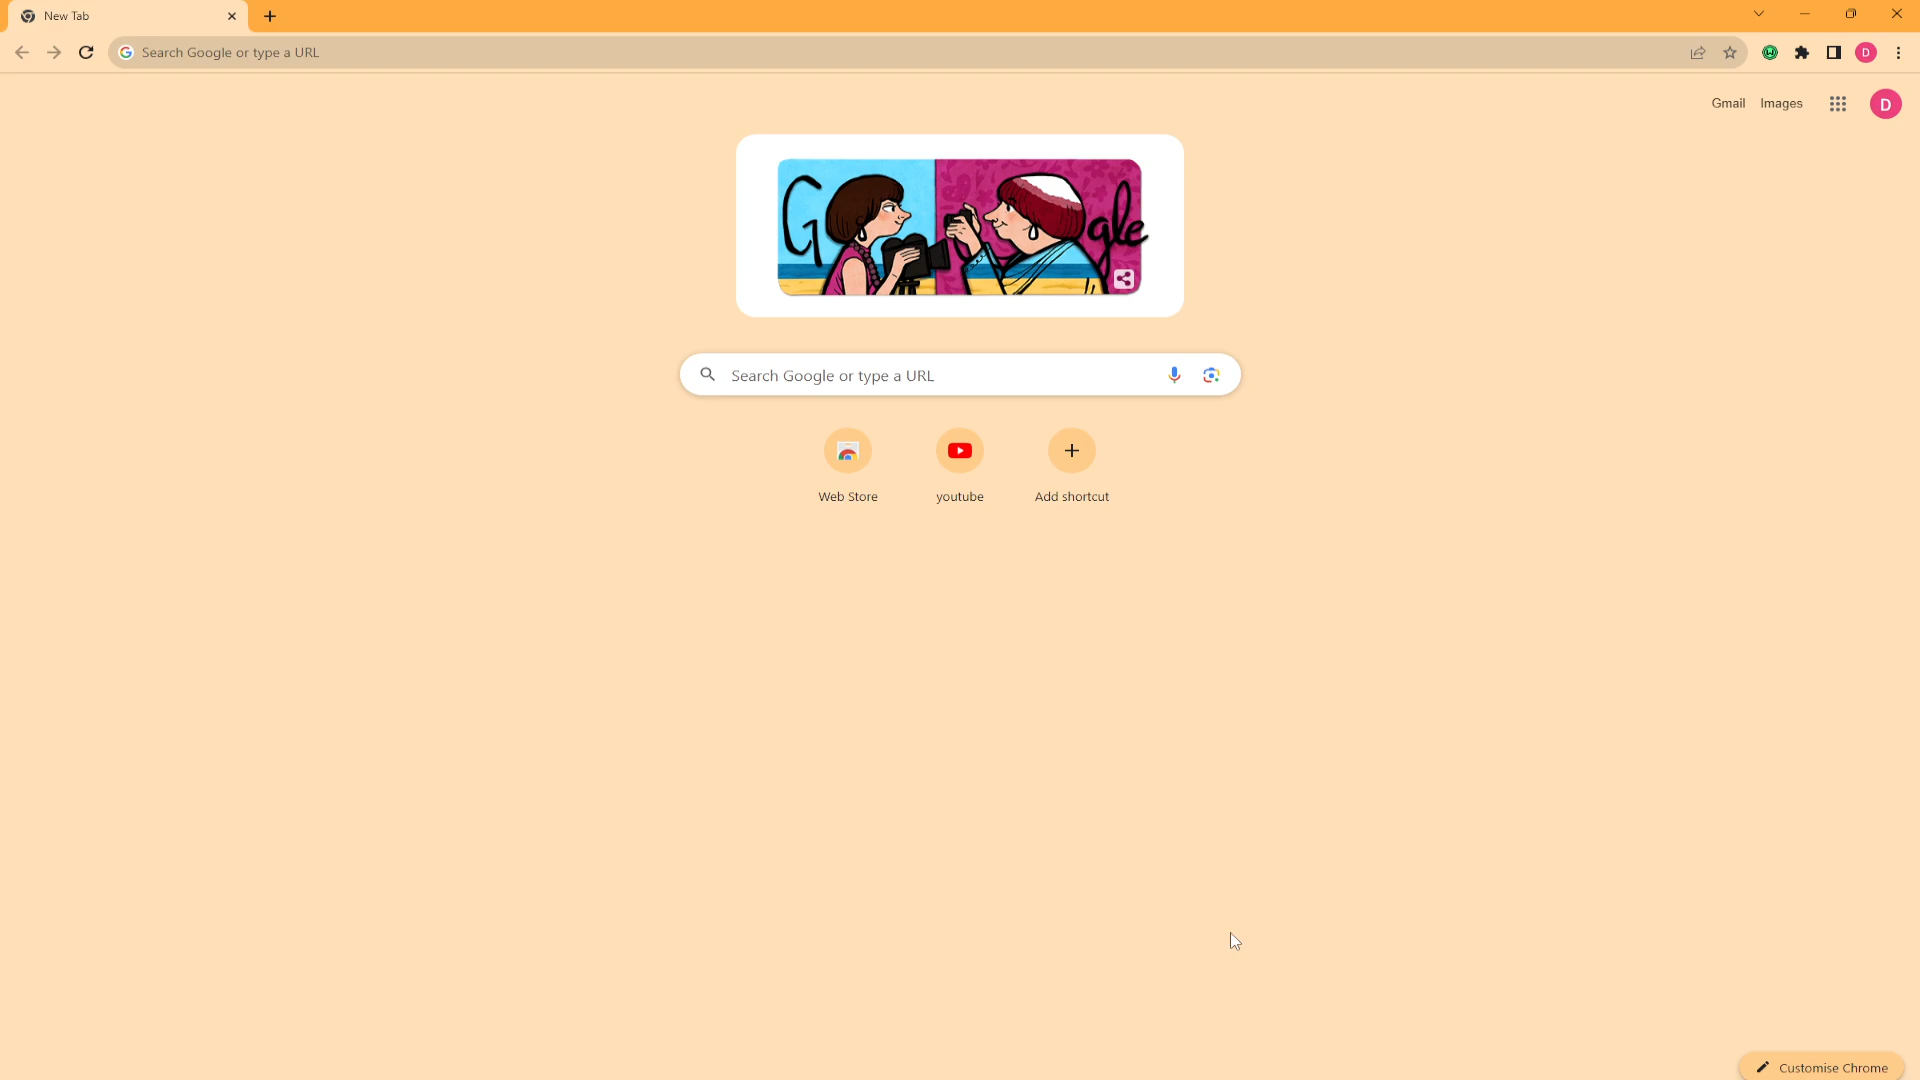 New Tab
Search Google or type a URL
D
Gmail Images
D
G gle
Search Google or type a URL
Web Store youtube Add shortcut
Customise Chrome